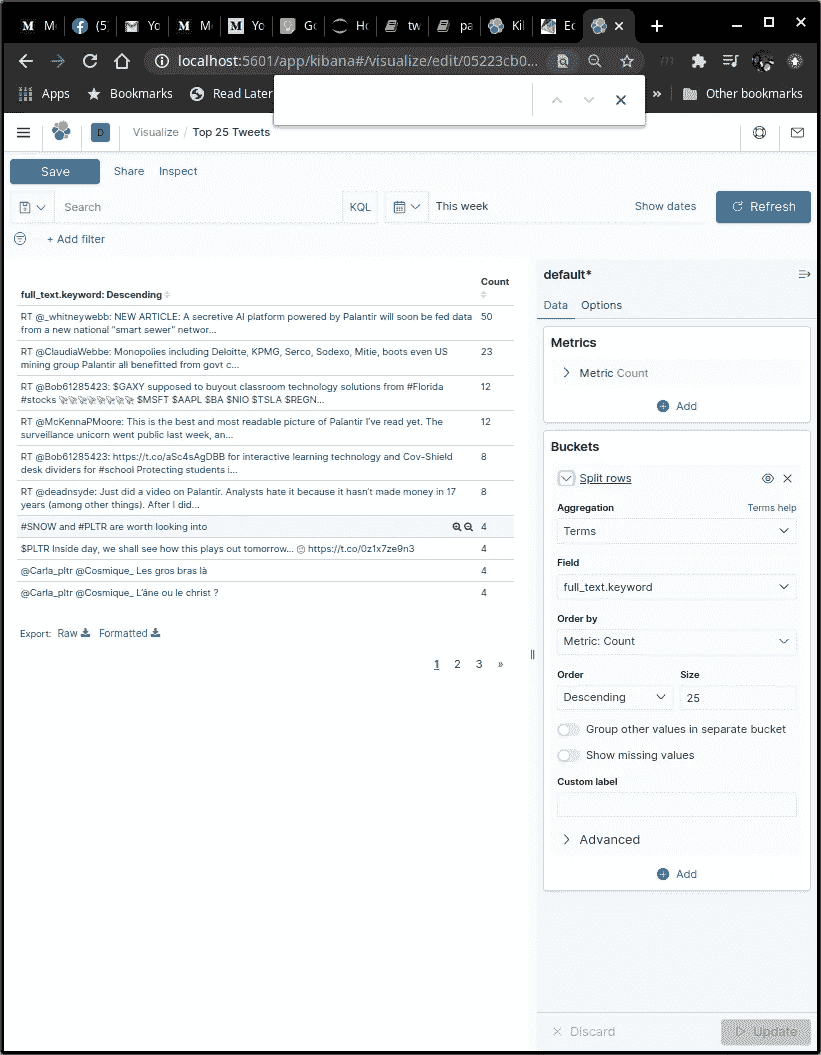 M M (5 Yo M M Yo G Ho tw pa Kil Ec
localhost:5601/app/kibana#/visualize/edit/05223cb0...
Apps Bookmarks Read Later » Other bookmarks
D Visualize / Top 25 Tweets
Save Share Inspect
Search KQL This week Show dates Refresh
+ Add filter
full_text.keyword: Descending Count
RT @_whitneywebb: NEW ARTICLE: A secretive AI platform powered by Palantir will soon be fed data 50
from a new national “smart sewer” networ...
RT @ClaudiaWebbe: Monopolies including Deloitte, KPMG, Serco, Sodexo, Mitie, boots even US 23
mining group Palantir all benefitted from govt c...
RT @Bob61285423: $GAXY supposed to buyout classroom technology solutions from #Florida 12
#stocks 🚀🚀🚀🚀🚀🚀🚀🚀 $MSFT $AAPL $BA $NIO $TSLA $REGN...
RT @McKennaPMoore: This is the best and most readable picture of Palantir I’ve read yet. The 12
surveillance unicorn went public last week, an...
RT @Bob61285423: https://t.co/aSc4sAgDBB for interactive learning technology and Cov-Shield 8
desk dividers for #school Protecting students i...
RT @deadnsyde: Just did a video on Palantir. Analysts hate it because it hasn’t made money in 17 8
years (among other things). After I did...
#SNOW and #PLTR are worth looking into 4
$PLTR Inside day, we shall see how this plays out tomorrow... https://t.co/0z1x7ze9n3 4
@Carla_pltr @Cosmique_ Les gros bras là 4
@Carla_pltr @Cosmique_ L’âne ou le christ ? 4
Export: Raw Formatted
1 2 3 »
default*
Data Options
Metrics
Metric Count
Add
Buckets
Split rows
Aggregation Terms help
Terms
Field
full_text.keyword
Order by
Metric: Count
Order Size
Descending 25
Group other values in separate bucket
Show missing values
Custom label
Advanced
Add
Discard Update